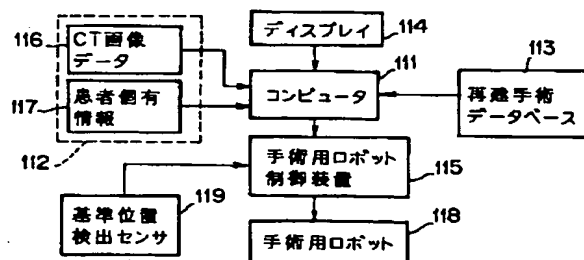 116
CT画像
データ
117
患者個有
情報
112
ディスプレイ
114
111
コンピュータ
113
再建手術
データベース
手術用ロボット
制御装置
115
基準位置
検出センサ
119
118
手術用ロボット